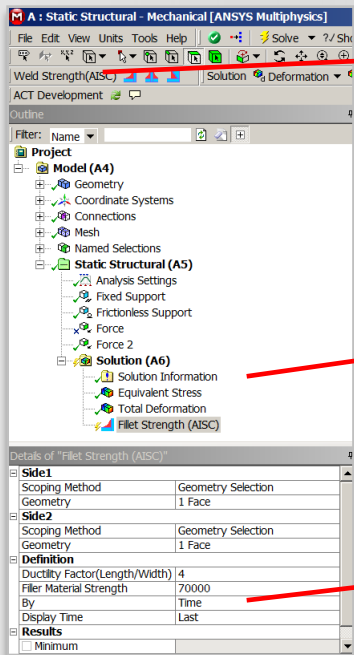 A : Static Structural - Mechanical [ANSYS Multiphysics]
File Edit View Units Tools Help Solve ?/ Sho
Weld Strength(AISC) Solution Deformation
ACT Development
Outline
Filter: Name
Project
Model (A4)
Geometry
Coordinate Systems
Connections
Mesh
Named Selections
Static Structural (A5)
Analysis Settings
Fixed Support
Frictionless Support
Force
Force 2
Solution (A6)
Solution Information
Equivalent Stress
Total Deformation
Fillet Strength (AISC)
Details of "Fillet Strength (AISC)"
Side1
Scoping Method Geometry Selection
Geometry 1 Face
Side2
Scoping Method Geometry Selection
Geometry 1 Face
Definition
Ductility Factor(Length/Width) 4
Filler Material Strength 70000
By Time
Display Time Last
Results
Minimum